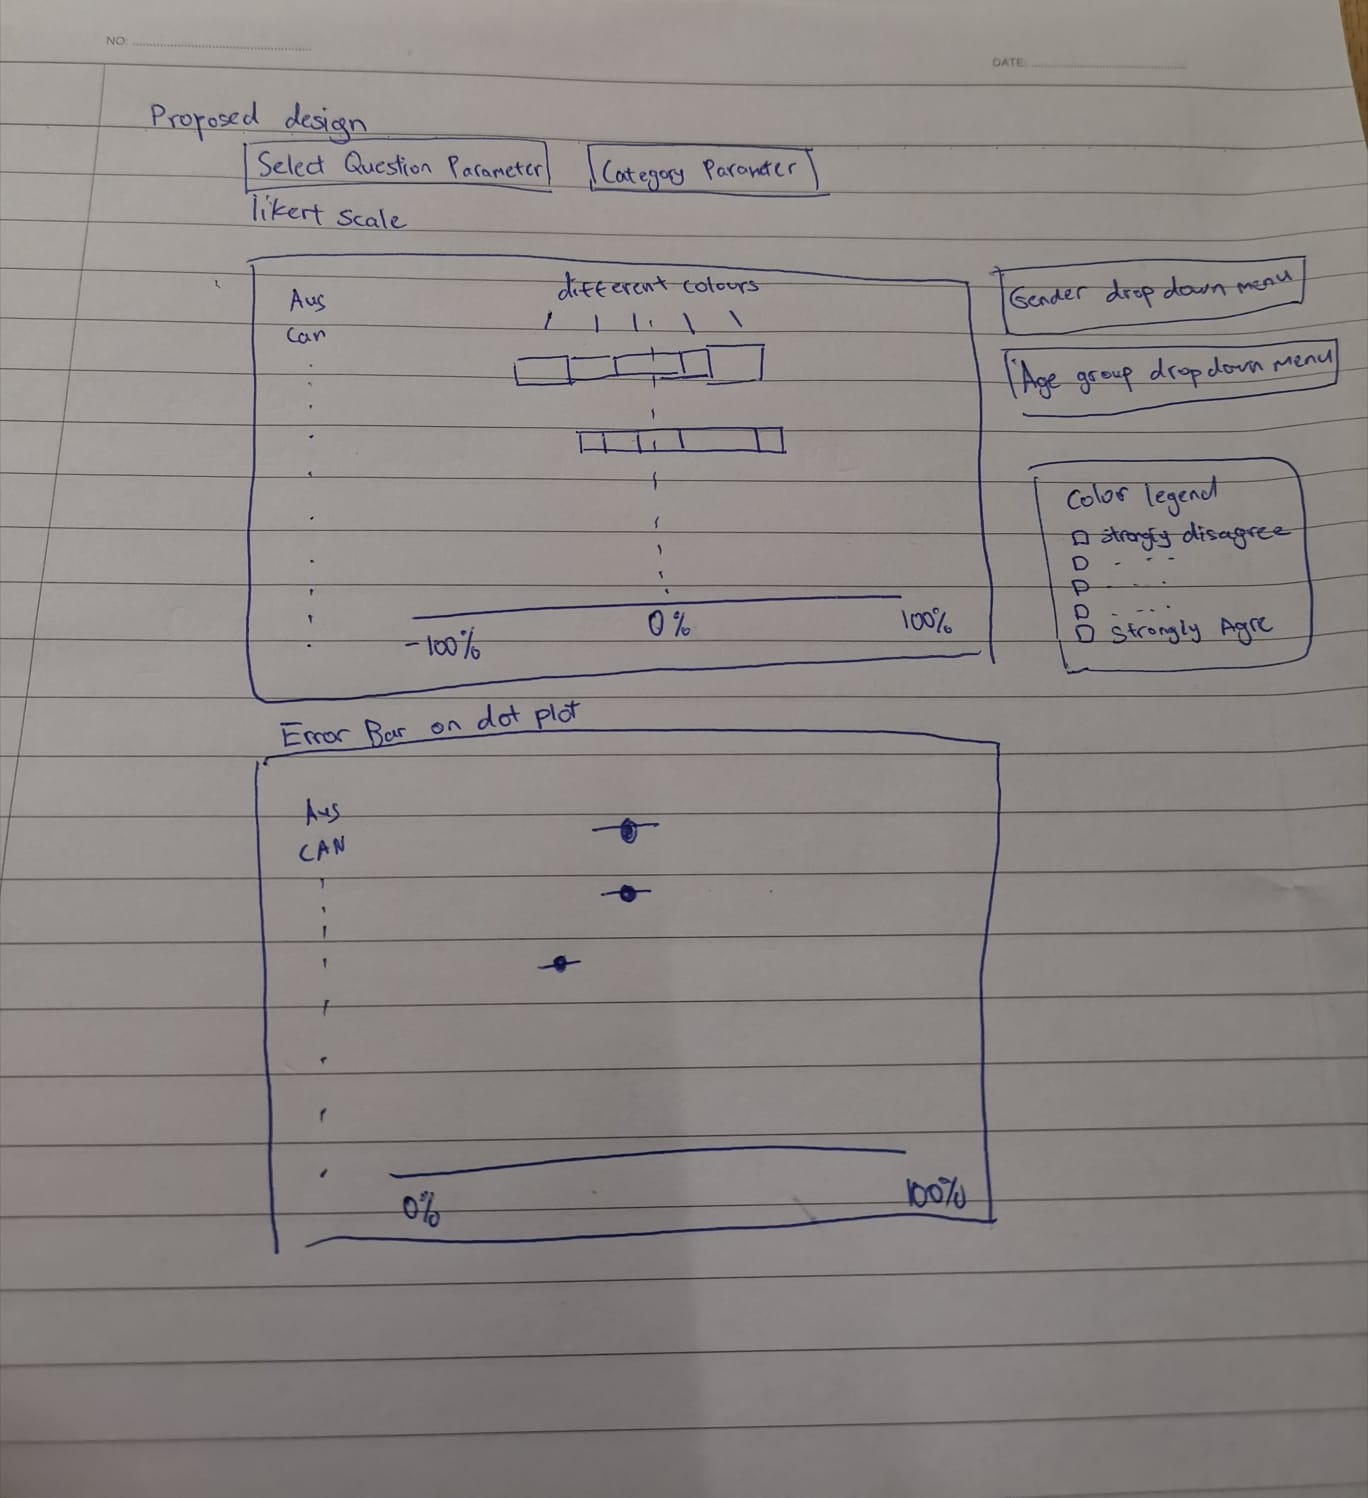 NO:
DATE:
Proposed design
Select Question Parameter
Category Paramter
likert scale
different colours
Aus
Can
-100%
0%
100%
Gender drop down menu
Age group dropdown menu
Color legend
strongly disagree
Strongly Agre
Error Bar on dot plot
Aus
CAN
0%
100%